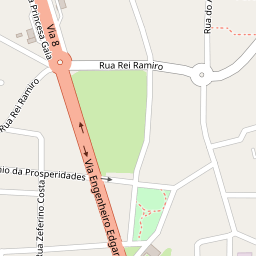 Via 8
a Princesa Gaia
Rua do
Rua Rei Ramiro
Rua Rei Ramiro
io da Prosperidades
Via Engenheiro Edgar
Rua Zeferino Costa